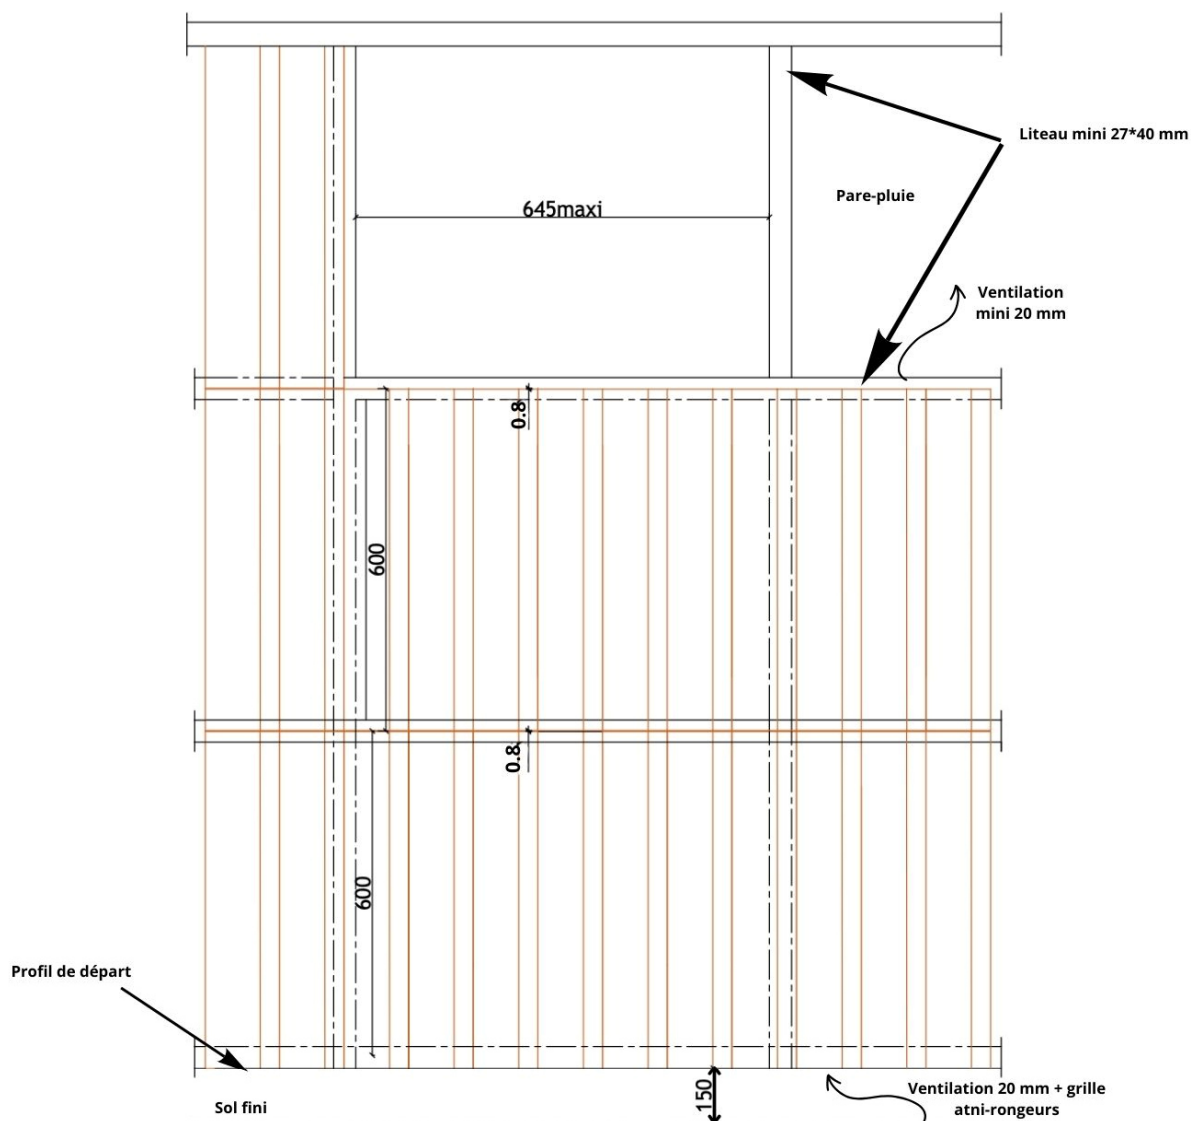 Liteau mini 27*40 mm
Pare-pluie
645maxi
Ventilation
mini 20 mm
0.8
600
0.8
600
Profil de départ
150
Ventilation 20 mm + grille
atni-rongeurs
Sol fini